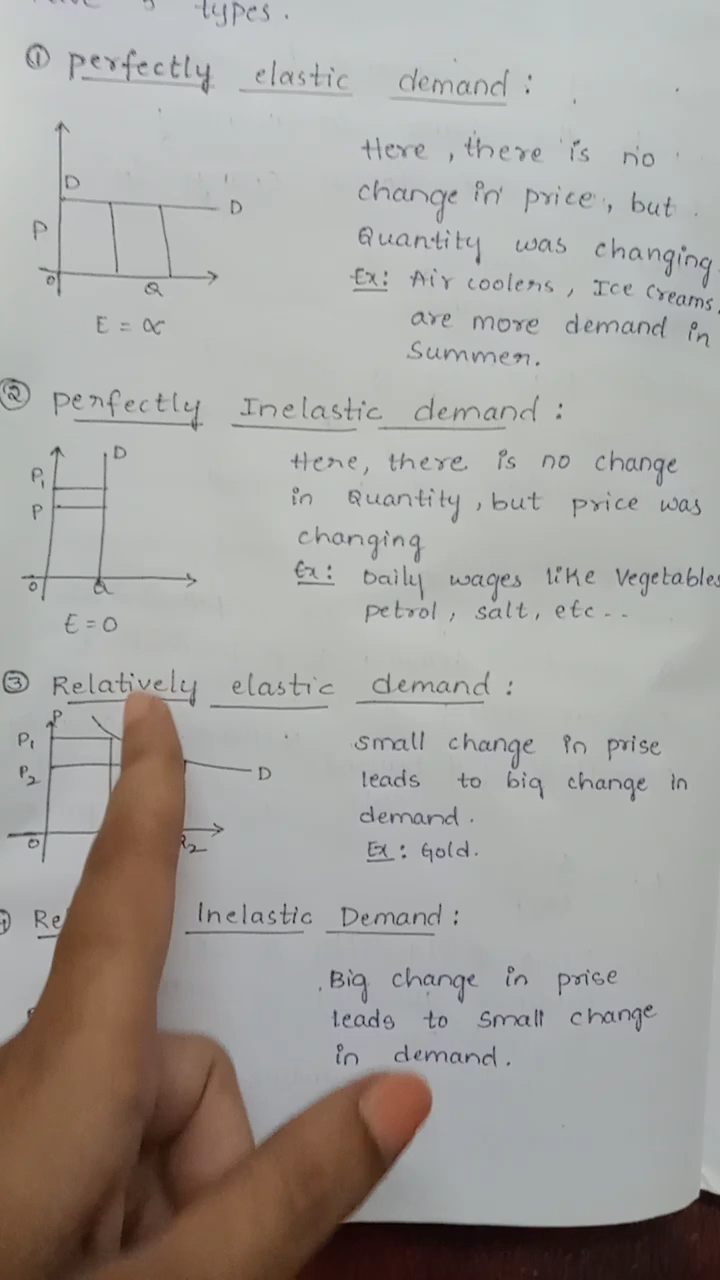 types.
① perfectly elastic demand :
Here, there is no
change in price, but
Quantity was changing
Ex: Air coolers, Ice creams,
are more demand in
Summer.
D
D
P
O
Q
E = ∝
② perfectly Inelastic demand :
Here, there is no change
in Quantity, but price was
changing
Ex: Daily wages like vegetables
petrol, salt, etc..
D
P₁
P
O
Q
E = 0
③ Relatively elastic demand :
small change in prise
leads to big change in
demand.
Ex: Gold.
P
P₁
P₂
D
O
Inelastic Demand :
Big change in prise
leads to small change
in demand.